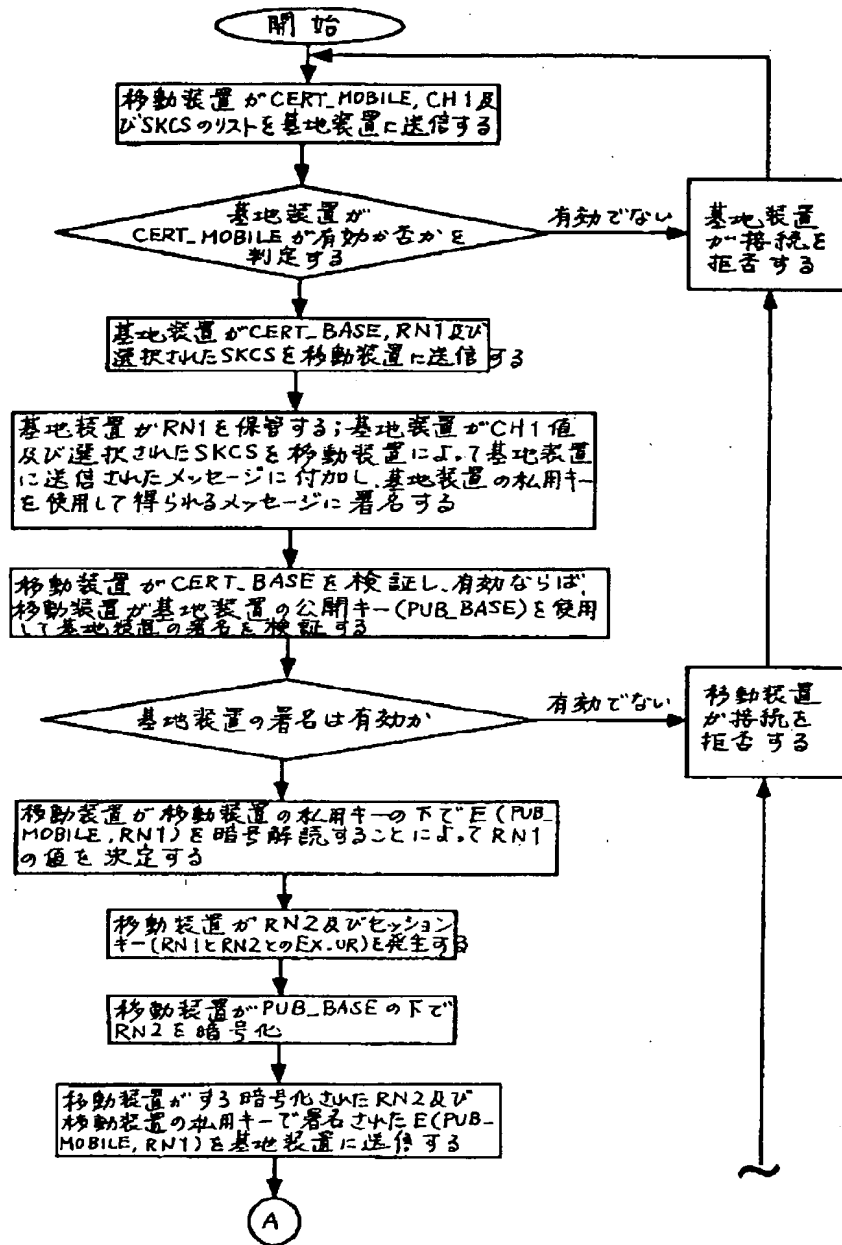 開始
移動装置がCERT_MOBILE,CH1及
びSKCSのリストを基地装置に送信する
基地装置が
CERT_MOBILEが有効か否かを
判定する
有効でない
基地装置
が接続を
拒否する
基地装置がCERT_BASE,RN1及び
選択されたSKCSを移動装置に送信する
基地装置がRN1を保留する;基地装置がCH1値
及び選択されたSKCSを移動装置によって基地装置
に送信されたメッセージに付加し、基地装置の私用キー
を使用して得られるメッセージに署名する
移動装置がCERT_BASEを検証し、有効ならば、
移動装置が基地装置の公開キー(PUB_BASE)を使用
して基地装置の署名を検証する
基地装置の署名は有効か
有効でない
移動装置
が接続を
拒否する
移動装置が移動装置の私用キーの下でE(PUB_
MOBILE,RN1)を暗号解読することによってRN1
の値を決定する
移動装置がRN2及びセッション
キー(RN1とRN2とのEX.UR)を発生する
移動装置がPUB_BASEの下で
RN2を暗号化
移動装置がする暗号化されたRN2及び
移動装置の私用キーで署名されたE(PUB_
MOBILE,RN1)を基地装置に送信する
A